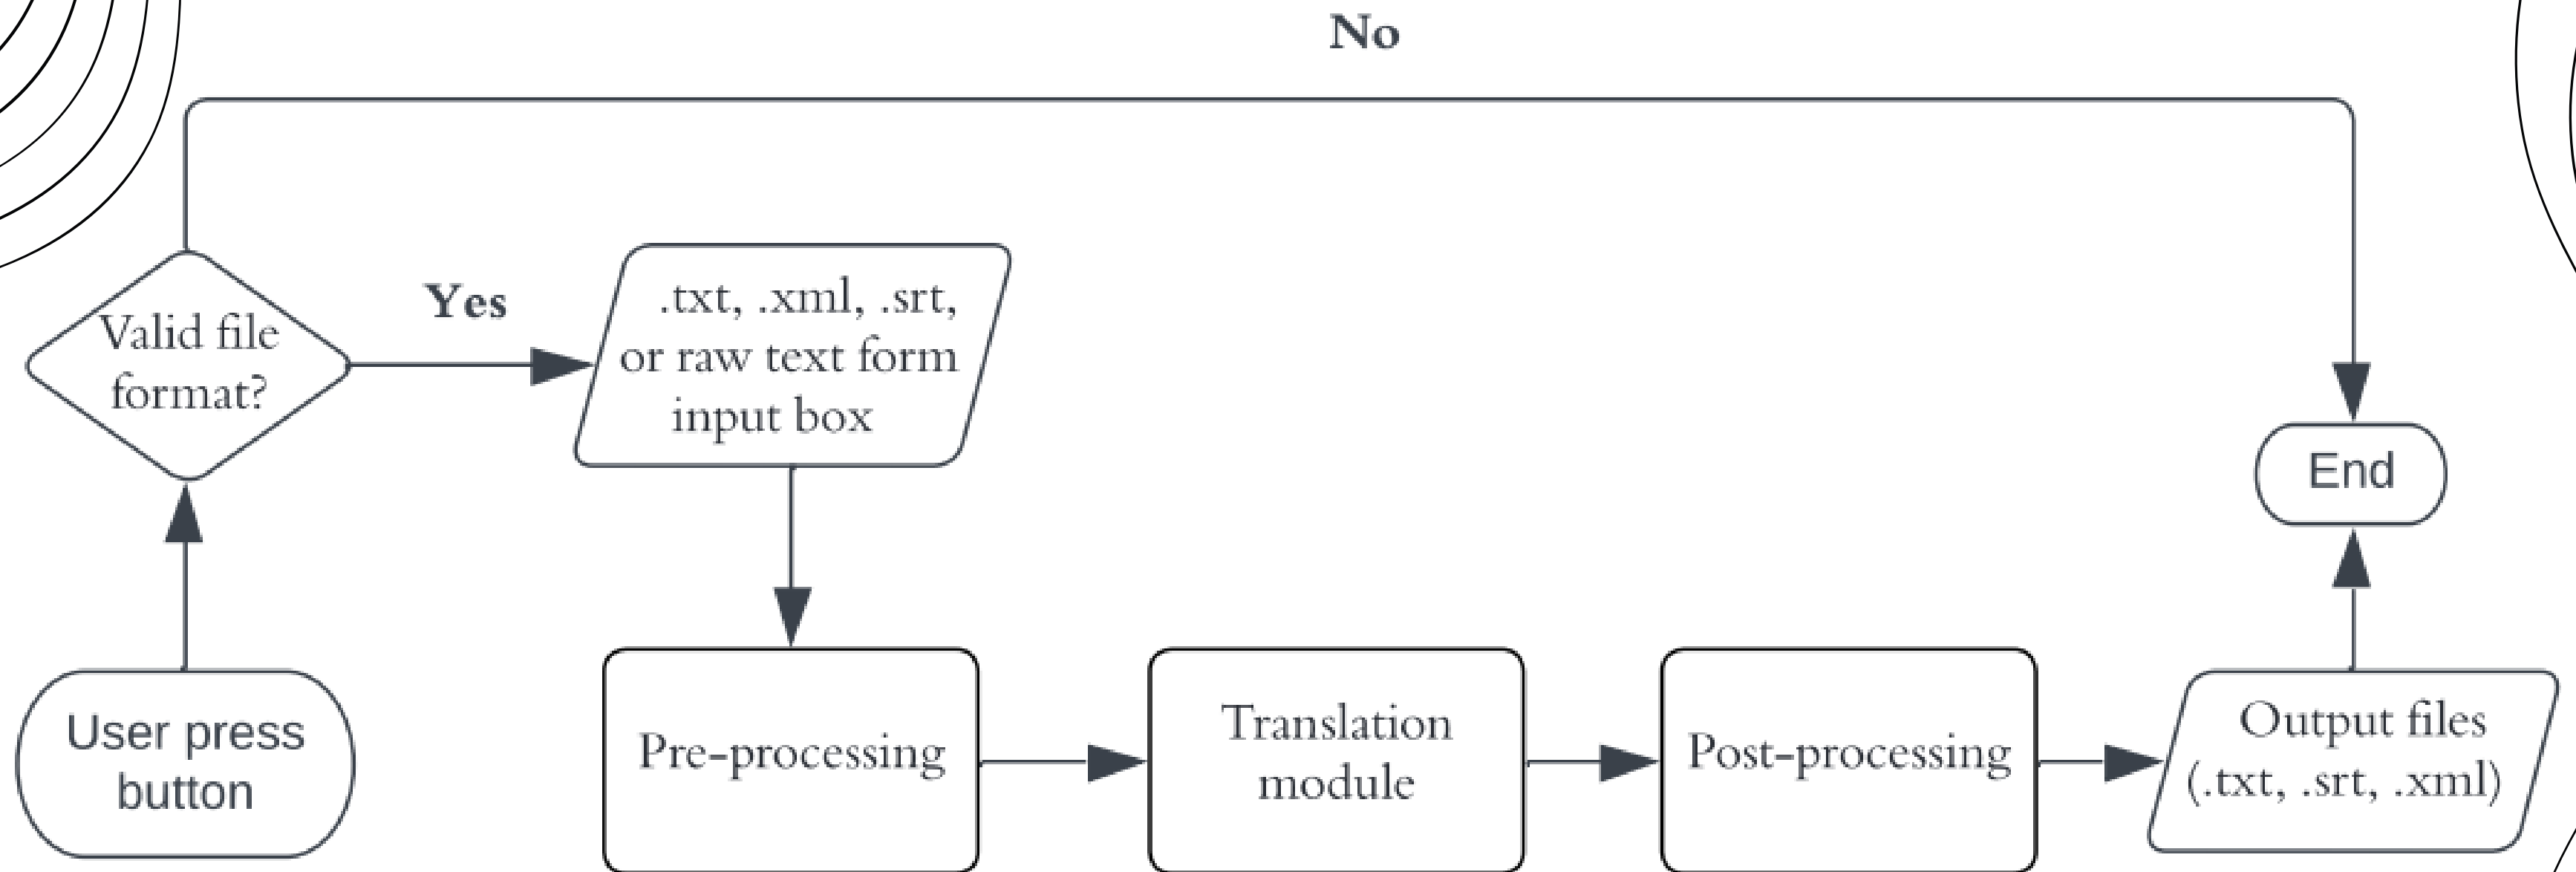 No
Valid file
format?
Yes
.txt, .xml, .srt,
or raw text form
input box
End
User press
button
Pre-processing
Translation
module
Post-processing
Output files
(.txt, .srt, .xml)